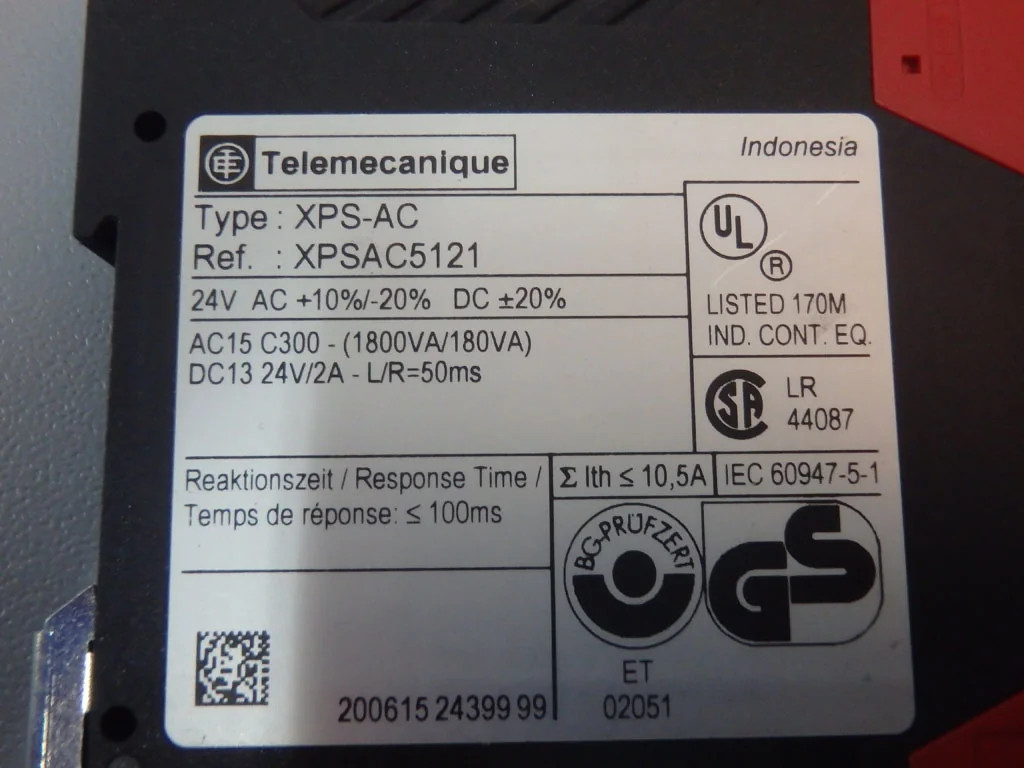 Telemecanique
Indonesia
Type : XPS-AC
Ref. : XPSAC5121
24V AC +10%/-20% DC ±20%
AC15 C300 - (1800VA/180VA)
DC13 24V/2A - L/R=50ms
UL
®
LISTED 170M
IND. CONT. EQ.
SA
LR
44087
Reaktionszeit / Response Time /
Temps de réponse: ≤ 100ms
Σ Ith ≤ 10,5A
IEC 60947-5-1
BG-PRÜFZERT
GS
ET
02051
200615 24399 99